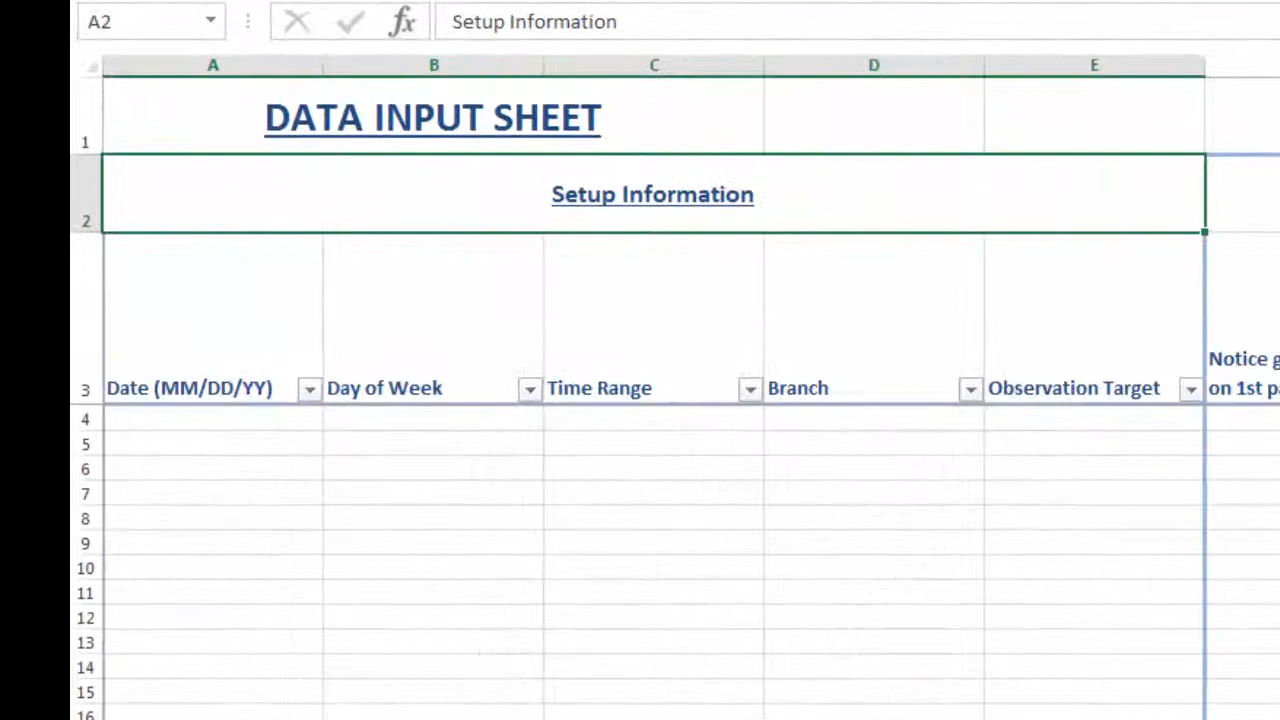 A2 fx Setup Information
A B C D E
1 DATA INPUT SHEET
2 Setup Information
Notice g
3 Date (MM/DD/YY) Day of Week Time Range Branch Observation Target on 1st pa
4
5
6
7
8
9
10
11
12
13
14
15
16